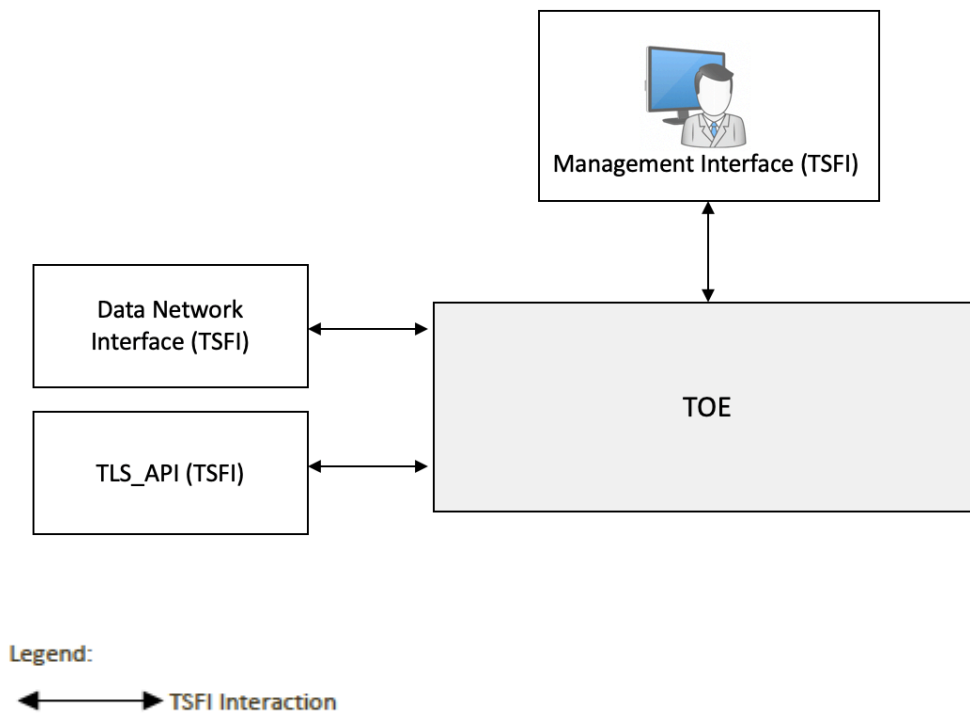 Management Interface (TSFI)
Data Network
Interface (TSFI)
TOE
TLS_API (TSFI)
Legend:
TSFI Interaction